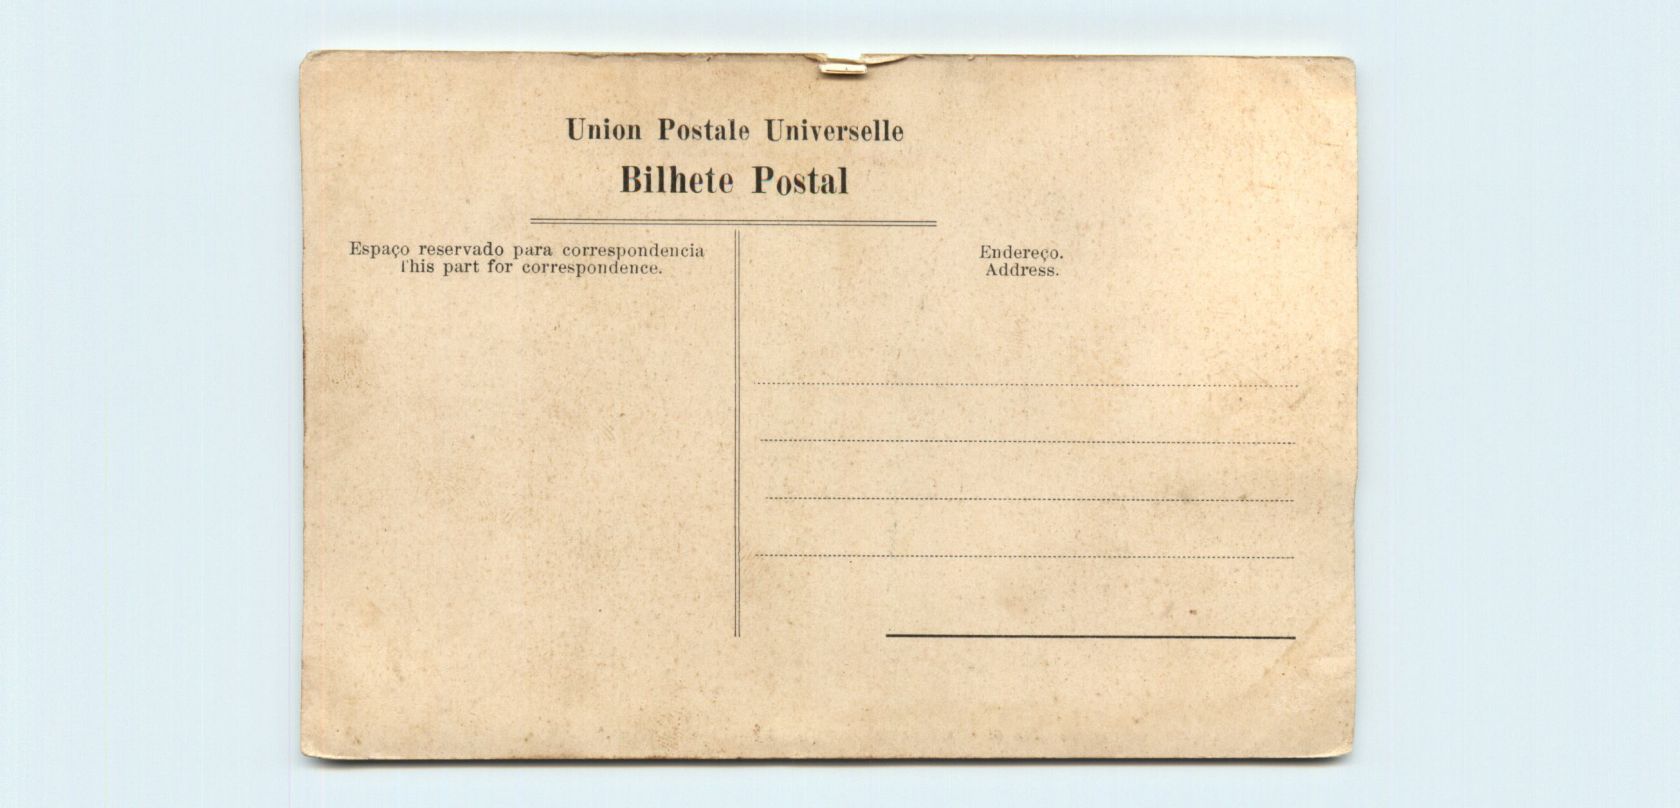 Union Postale Universelle
Bilhete Postal
Espaço reservado para correspondencia
This part for correspondence.
Endereço.
Address.